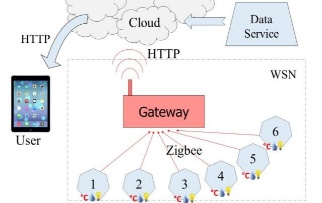 Cloud
Data
Service
HTTP
HTTP
WSN
Gateway
User
Zigbee
1
2
3
4
5
6
°C
°C
°C
°C
°C
°C